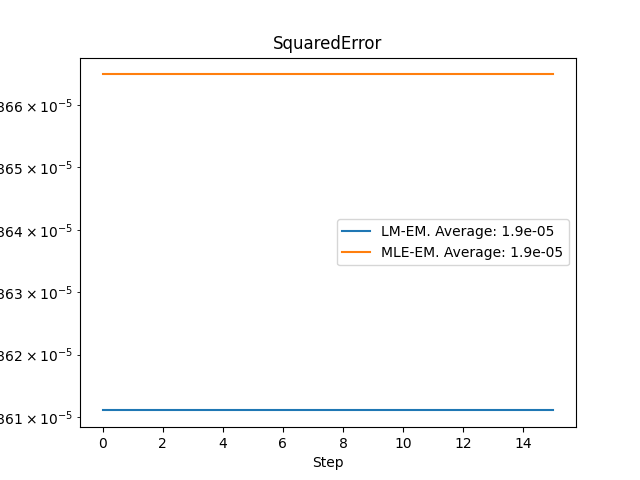 SquaredError
366 × 10⁻⁵
365 × 10⁻⁵
364 × 10⁻⁵
363 × 10⁻⁵
362 × 10⁻⁵
361 × 10⁻⁵
LM-EM. Average: 1.9e-05
MLE-EM. Average: 1.9e-05
0 2 4 6 8 10 12 14
Step